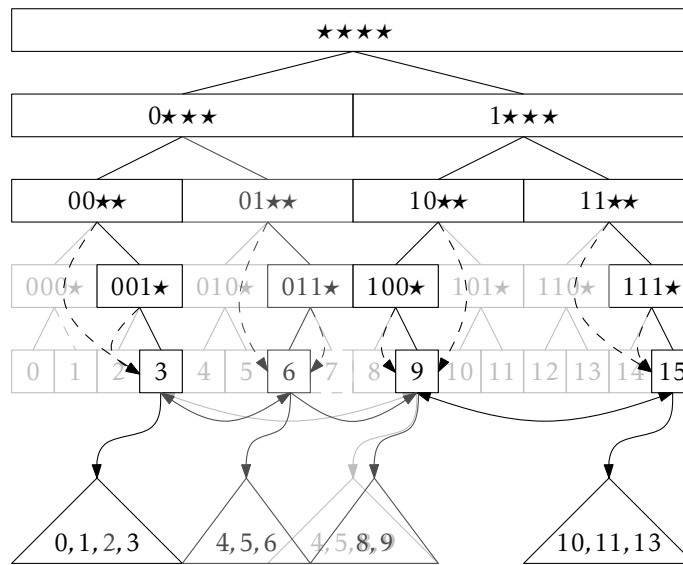 ★★★★
0★★★ 1★★★
00★★ 01★★ 10★★ 11★★
000★ 001★ 010★ 011★ 100★ 101★ 110★ 111★
0 1 2 3 4 5 6 7 8 9 10 11 12 13 14 15
0, 1, 2, 3 4, 5, 6 4, 5, 8, 9 10, 11, 13